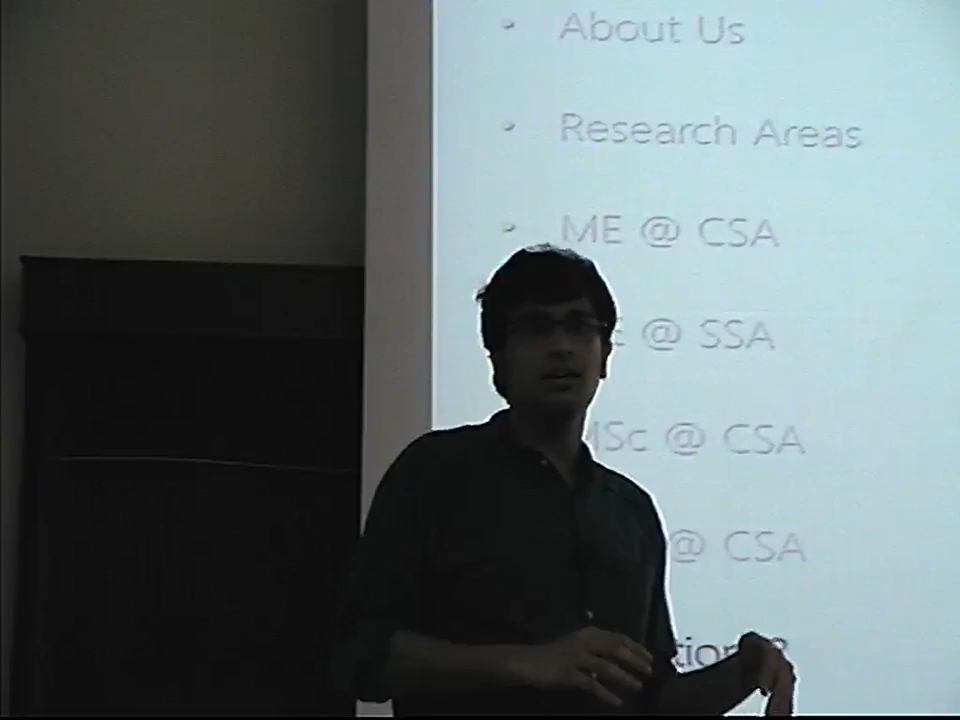 • About Us
• Research Areas
• ME @ CSA
@ SSA
MSc @ CSA
@ CSA